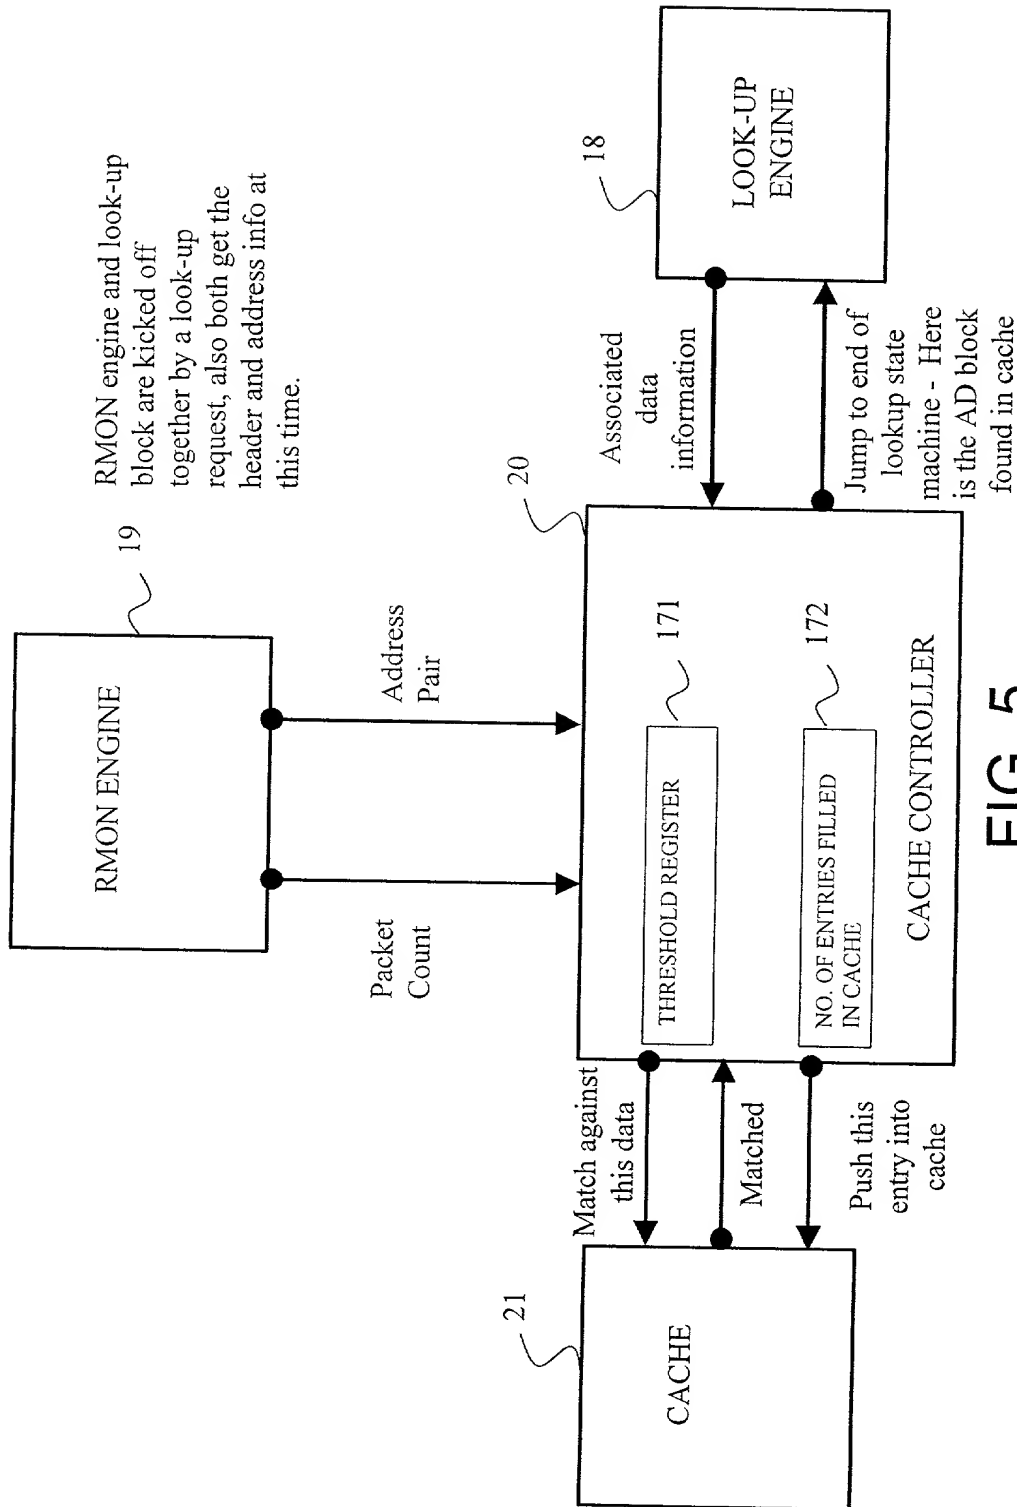 RMON ENGINE
19
RMON engine and look-up
block are kicked off
together by a look-up
request, also both get the
header and address info at
this time.
Packet
Count
Address
Pair
21
CACHE
Match against
this data
Matched
Push this
entry into
cache
20
THRESHOLD REGISTER
171
NO. OF ENTRIES FILLED
IN CACHE
172
CACHE CONTROLLER
Associated
data
information
Jump to end of
lookup state
machine - Here
is the AD block
found in cache
18
LOOK-UP
ENGINE
FIG. 5